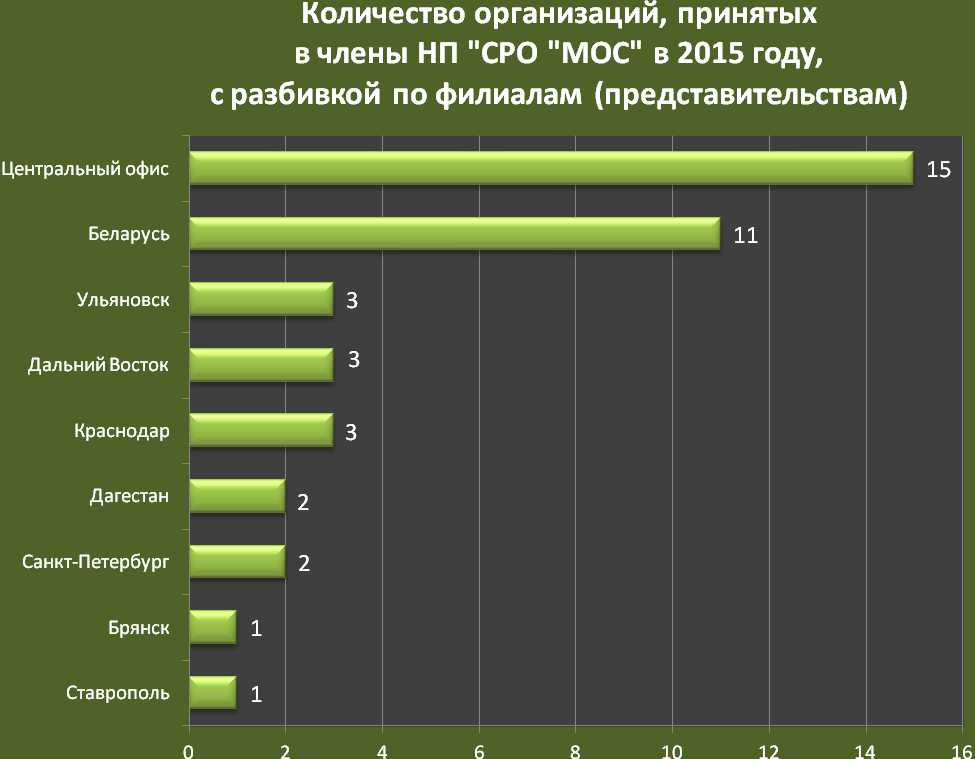 Количество организаций, принятых
в члены НП "СРО "МОС" в 2015 году,
с разбивкой по филиалам (представительствам)
Центральный офис 15
Беларусь 11
Ульяновск 3
Дальний Восток 3
Краснодар 3
Дагестан 2
Санкт-Петербург 2
Брянск 1
Ставрополь 1
0 2 4 6 8 10 12 14 16